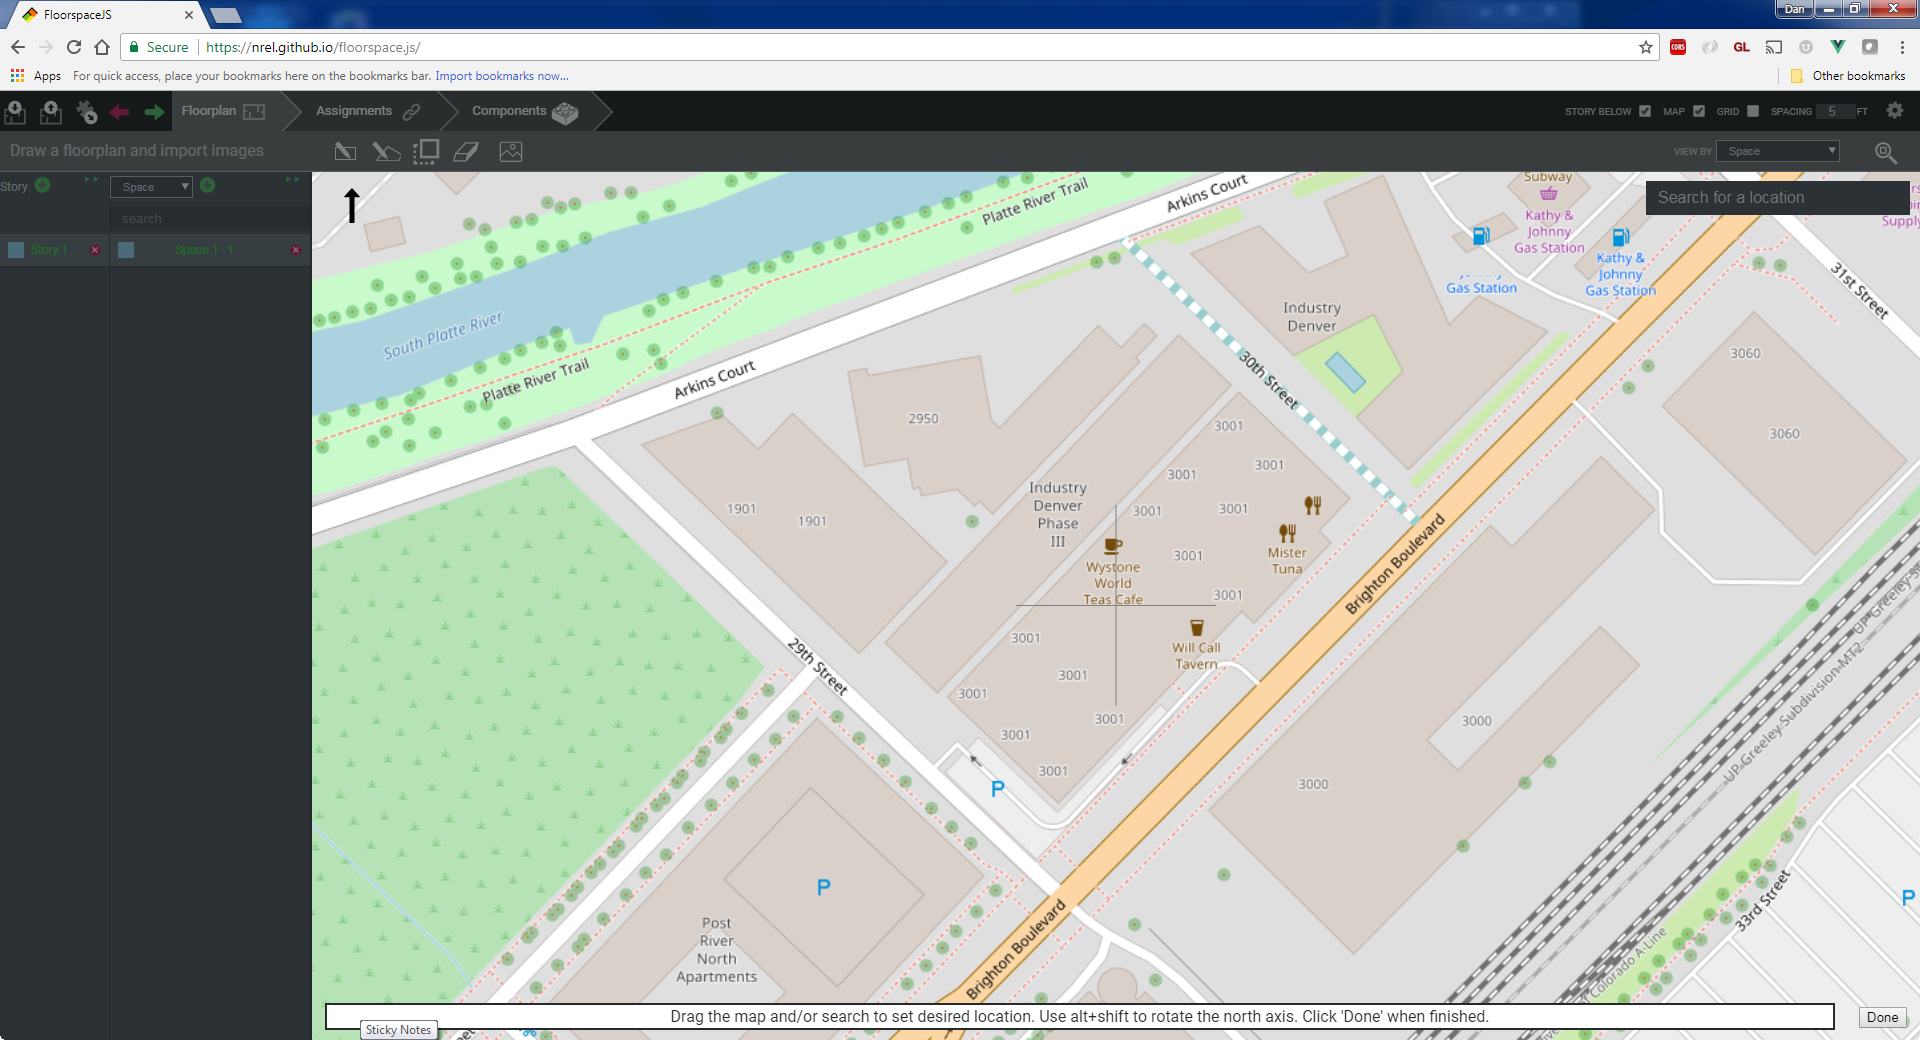 FloorspaceJS
Dan
Secure
https://nrel.github.io/floorspace.js/
CORS
GL
Apps
For quick access, place your bookmarks here on the bookmarks bar. Import bookmarks now...
Other bookmarks
Floorplan
Assignments
Components
STORY BELOW
MAP
GRID
SPACING 5 FT
Draw a floorplan and import images
VIEW BY
Space
Story
Space
search
Story 1
Space 1 - 1
Search for a location
Subway
Kathy &
Johnny
Gas Station
Kathy &
Johnny
Gas Station
Gas Station
Platte River Trail
Arkins Court
31st Street
South Platte River
Platte River Trail
Arkins Court
Industry
Denver
30th Street
3060
3060
2950
3001
3001
3001
3001
3001
3001
3001
Industry
Denver
Phase
III
1901
1901
Wystone
World
Teas Cafe
Mister
Tuna
Brighton Boulevard
3001
3001
3001
3001
3001
3001
Will Call
Tavern
29th Street
3000
3000
UP Greeley Subdivision MT2
P
P
P
Post
River
North
Apartments
Brighton Boulevard
33rd Street
Colorado A-Line
Drag the map and/or search to set desired location. Use alt+shift to rotate the north axis. Click 'Done' when finished.
Done
Sticky Notes